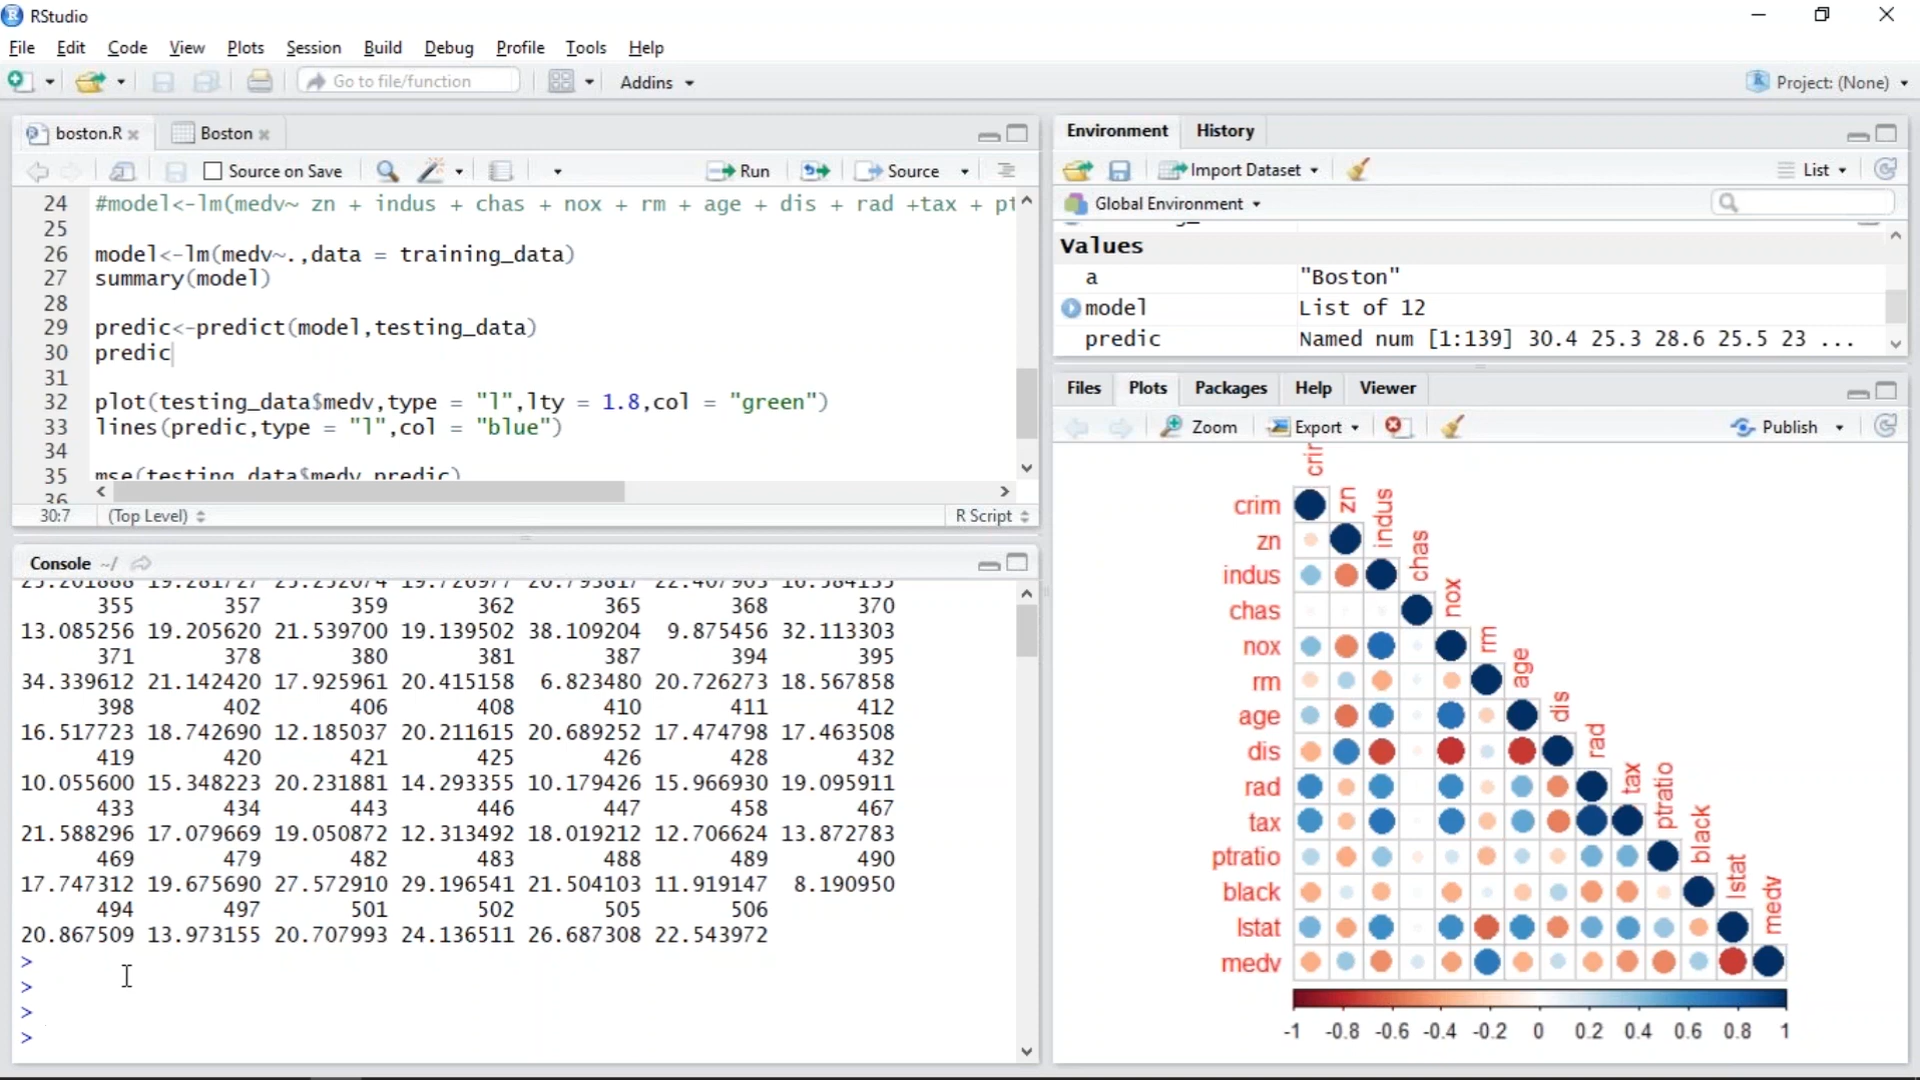 RStudio
File Edit Code View Plots Session Build Debug Profile Tools Help
Go to file/function Addins Project: (None)
boston.R Boston
Source on Save Run Source
24 #model<-lm(medv~ zn + indus + chas + nox + rm + age + dis + rad +tax + pt
25
26 model<-lm(medv~.,data = training_data)
27 summary(model)
28
29 predic<-predict(model,testing_data)
30 predic
31
32 plot(testing_data$medv,type = "l",lty = 1.8,col = "green")
33 lines(predic,type = "l",col = "blue")
34
35 mse(testing_data$medv,predic)
36
30:7 (Top Level) R Script
Console ~/
355 357 359 362 365 368 370
13.085256 19.205620 21.539700 19.139502 38.109204 9.875456 32.113303
371 378 380 381 387 394 395
34.339612 21.142420 17.925961 20.415158 6.823480 20.726273 18.567858
398 402 406 408 410 411 412
16.517723 18.742690 12.185037 20.211615 20.689252 17.474798 17.463508
419 420 421 425 426 428 432
10.055600 15.348223 20.231881 14.293355 10.179426 15.966930 19.095911
433 434 443 446 447 458 467
21.588296 17.079669 19.050872 12.313492 18.019212 12.706624 13.872783
469 479 482 483 488 489 490
17.747312 19.675690 27.572910 29.196541 21.504103 11.919147 8.190950
494 497 501 502 505 506
20.867509 13.973155 20.707993 24.136511 26.687308 22.543972
>
>
>
>
Environment History
Import Dataset List
Global Environment
Values
a "Boston"
model List of 12
predic Named num [1:139] 30.4 25.3 28.6 25.5 23 ...
Files Plots Packages Help Viewer
Zoom Export Publish
crim
zn
indus
chas
nox
rm
age
dis
rad
tax
ptratio
black
lstat
medv
zn
indus
chas
nox
rm
age
dis
rad
tax
ptratio
black
lstat
medv
-1 -0.8 -0.6 -0.4 -0.2 0 0.2 0.4 0.6 0.8 1